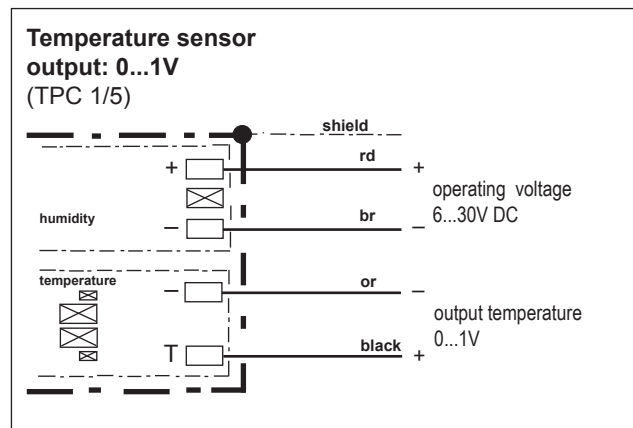 Temperature sensor
output: 0...1V
(TPC 1/5)
shield
+ rd +
operating voltage
6...30V DC
humidity
– br –
temperature
– or –
output temperature
0...1V
T black +